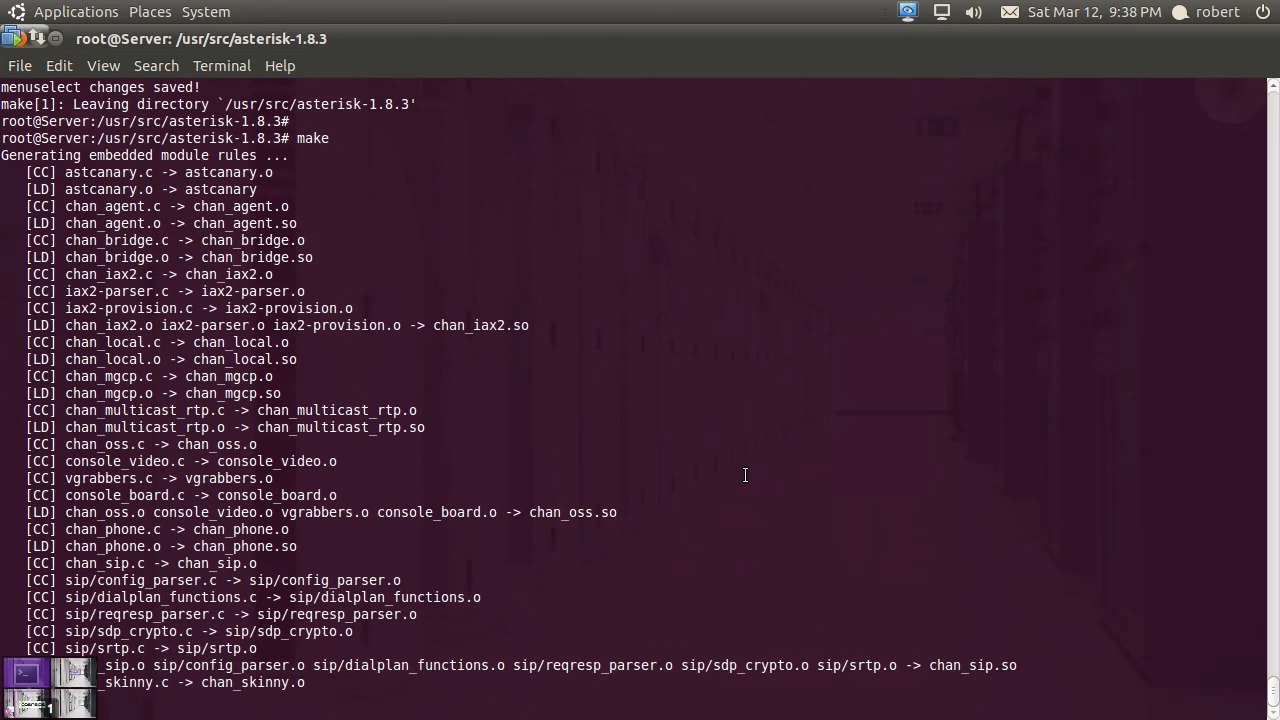 Applications Places System Sat Mar 12, 9:38 PM robert
root@Server: /usr/src/asterisk-1.8.3
File Edit View Search Terminal Help
menuselect changes saved!
make[1]: Leaving directory `/usr/src/asterisk-1.8.3'
root@Server:/usr/src/asterisk-1.8.3#
root@Server:/usr/src/asterisk-1.8.3# make
Generating embedded module rules ...
[CC] astcanary.c -> astcanary.o
[LD] astcanary.o -> astcanary
[CC] chan_agent.c -> chan_agent.o
[LD] chan_agent.o -> chan_agent.so
[CC] chan_bridge.c -> chan_bridge.o
[LD] chan_bridge.o -> chan_bridge.so
[CC] chan_iax2.c -> chan_iax2.o
[CC] iax2-parser.c -> iax2-parser.o
[CC] iax2-provision.c -> iax2-provision.o
[LD] chan_iax2.o iax2-parser.o iax2-provision.o -> chan_iax2.so
[CC] chan_local.c -> chan_local.o
[LD] chan_local.o -> chan_local.so
[CC] chan_mgcp.c -> chan_mgcp.o
[LD] chan_mgcp.o -> chan_mgcp.so
[CC] chan_multicast_rtp.c -> chan_multicast_rtp.o
[LD] chan_multicast_rtp.o -> chan_multicast_rtp.so
[CC] chan_oss.c -> chan_oss.o
[CC] console_video.c -> console_video.o
[CC] vgrabbers.c -> vgrabbers.o
[CC] console_board.c -> console_board.o
[LD] chan_oss.o console_video.o vgrabbers.o console_board.o -> chan_oss.so
[CC] chan_phone.c -> chan_phone.o
[LD] chan_phone.o -> chan_phone.so
[CC] chan_sip.c -> chan_sip.o
[CC] sip/config_parser.c -> sip/config_parser.o
[CC] sip/dialplan_functions.c -> sip/dialplan_functions.o
[CC] sip/reqresp_parser.c -> sip/reqresp_parser.o
[CC] sip/sdp_crypto.c -> sip/sdp_crypto.o
[CC] sip/srtp.c -> sip/srtp.o
_sip.o sip/config_parser.o sip/dialplan_functions.o sip/reqresp_parser.o sip/sdp_crypto.o sip/srtp.o -> chan_sip.so
_skinny.c -> chan_skinny.o
1